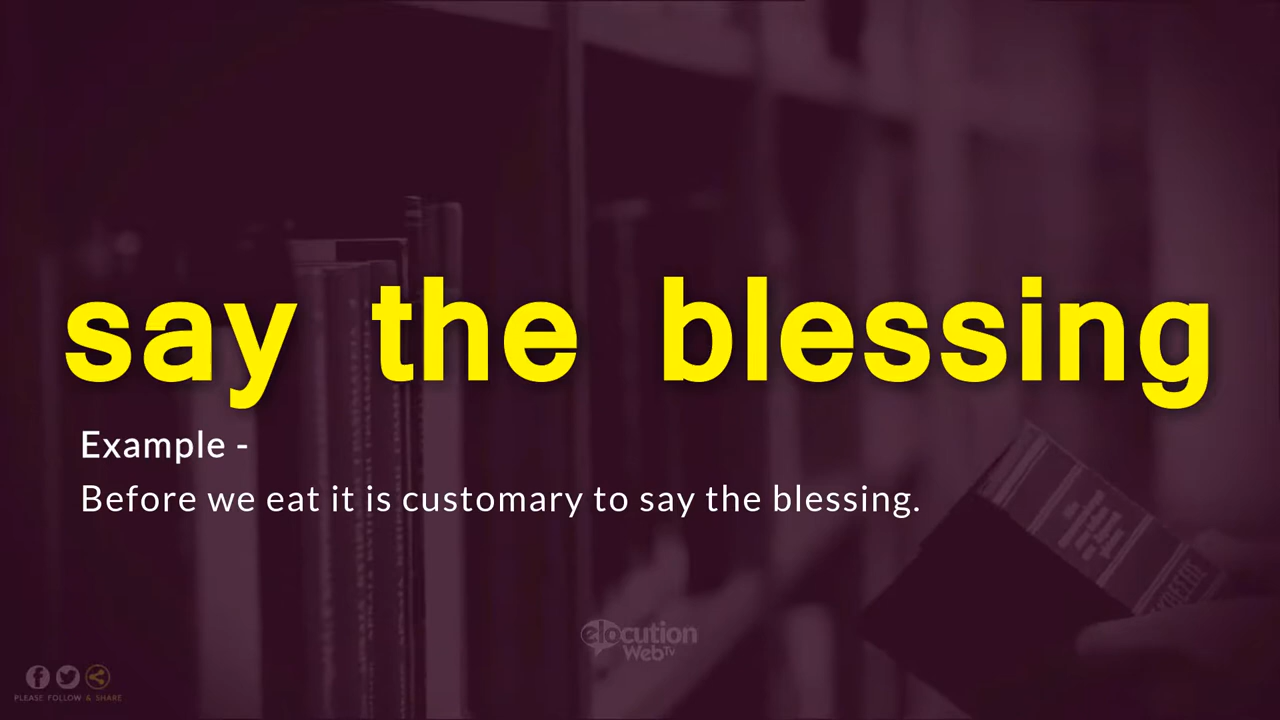 say the blessing
Example -
Before we eat it is customary to say the blessing.
elocution
WebTv
PLEASE FOLLOW & SHARE